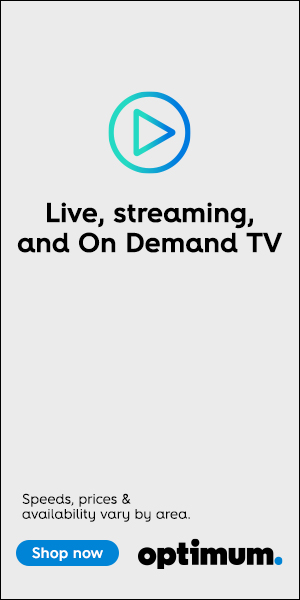 Live, streaming,
and On Demand TV
Speeds, prices &
availability vary by area.
Shop now
optimum.